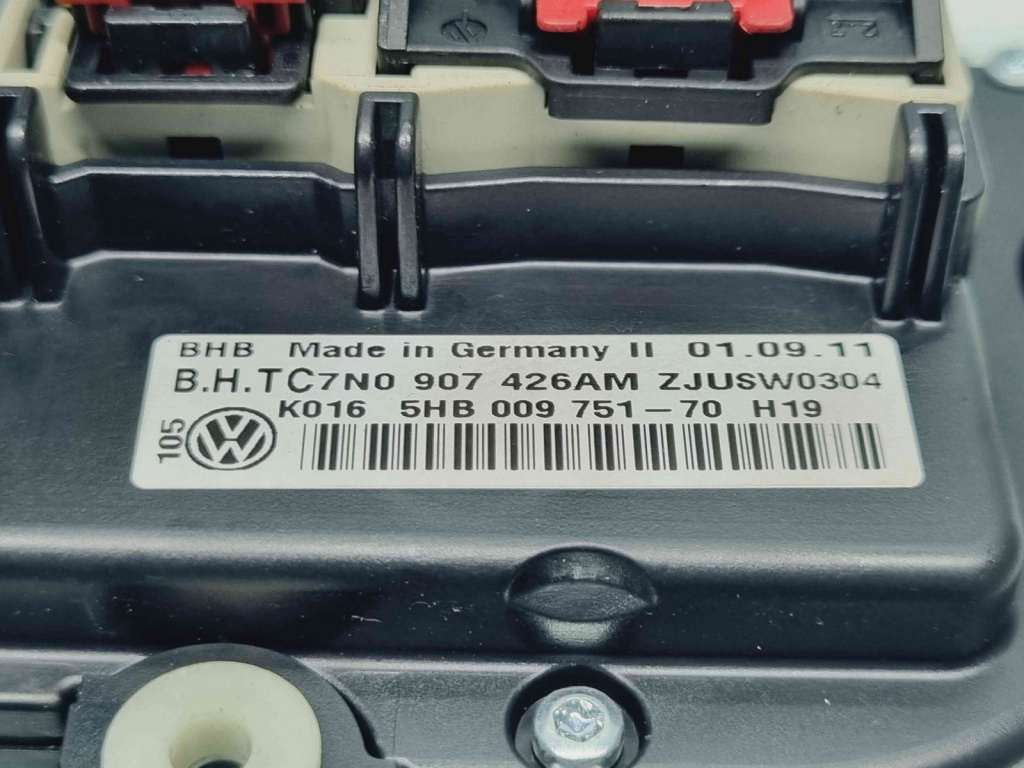 BHB Made in Germany II 01.09.11
B.H.TC7N0 907 426AM ZJUSW0304
K016 5HB 009 751-70 H19
105